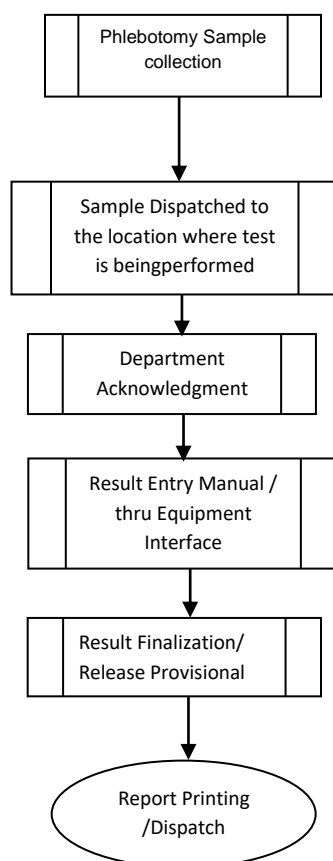 Phlebotomy Sample
collection
Sample Dispatched to
the location where test
is beingperformed
Department
Acknowledgment
Result Entry Manual /
thru Equipment
Interface
Result Finalization/
Release Provisional
Report Printing
/Dispatch